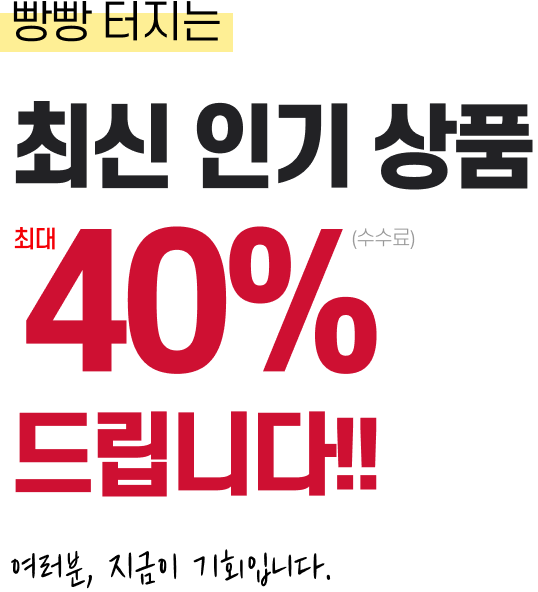 빵빵 터지는
최신 인기 상품
최대 40% (수수료)
드립니다!!
여러분, 지금이 기회입니다.